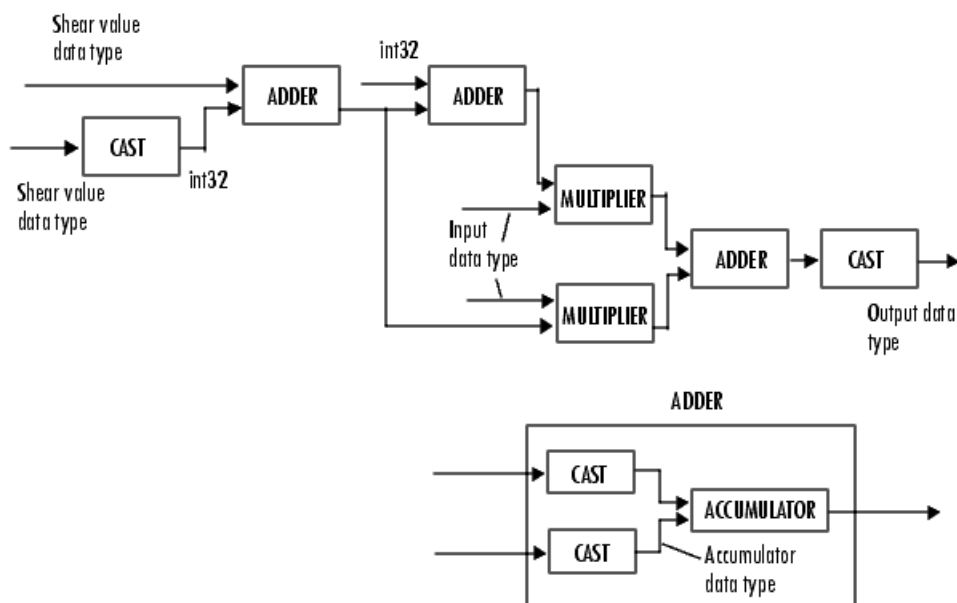 Shear value
data type
int32
ADDER
ADDER
CAST
int32
Shear value
data type
MULTIPLIER
Input
data type
ADDER
CAST
MULTIPLIER
Output data
type
ADDER
CAST
ACCUMULATOR
CAST
Accumulator
data type